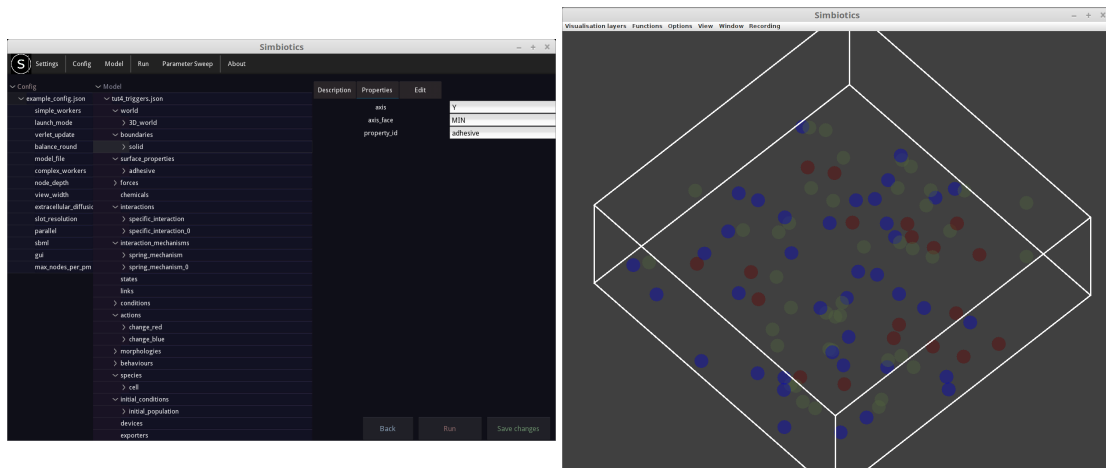 Simbiotics
S Settings Config Model Run Parameter Sweep About
Config
example_config.json
simple_workers
launch_mode
verlet_update
balance_round
model_file
complex_workers
node_depth
view_width
extracellular_diffusic
slot_resolution
parallel
sbml
gui
max_nodes_per_pm
Model
tut4_triggers.json
world
3D_world
boundaries
solid
surface_properties
adhesive
forces
chemicals
interactions
specific_interaction
specific_interaction_0
interaction_mechanisms
spring_mechanism
spring_mechanism_0
states
links
conditions
actions
change_red
change_blue
morphologies
behaviours
species
cell
initial_conditions
initial_population
devices
exporters
Description Properties Edit
axis Y
axis_face MIN
property_id adhesive
Back Run Save changes
Simbiotics
Visualisation layers Functions Options View Window Recording